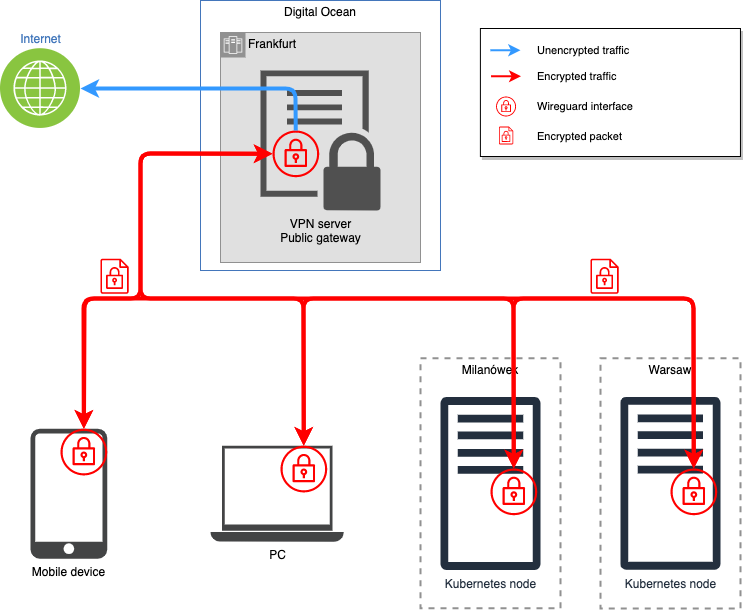 Digital Ocean
Internet
Frankfurt
Unencrypted traffic
Encrypted traffic
Wireguard interface
Encrypted packet
VPN server
Public gateway
Milanówek
Warsaw
Mobile device
PC
Kubernetes node
Kubernetes node